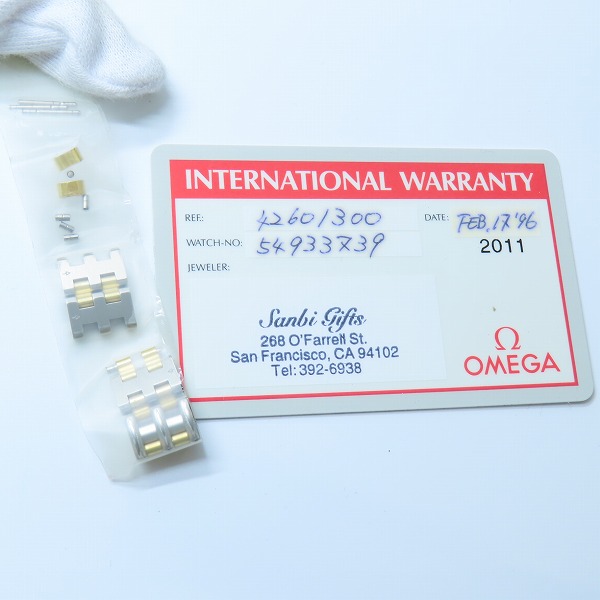 INTERNATIONAL WARRANTY
REF.: 42601300 DATE: FEB, 17 '96
WATCH-NO: 54933739 2011
JEWELER:
Sanbi Gifts
268 O'Farrell St.
San Francisco, CA 94102
Tel: 392-6938
Ω
OMEGA